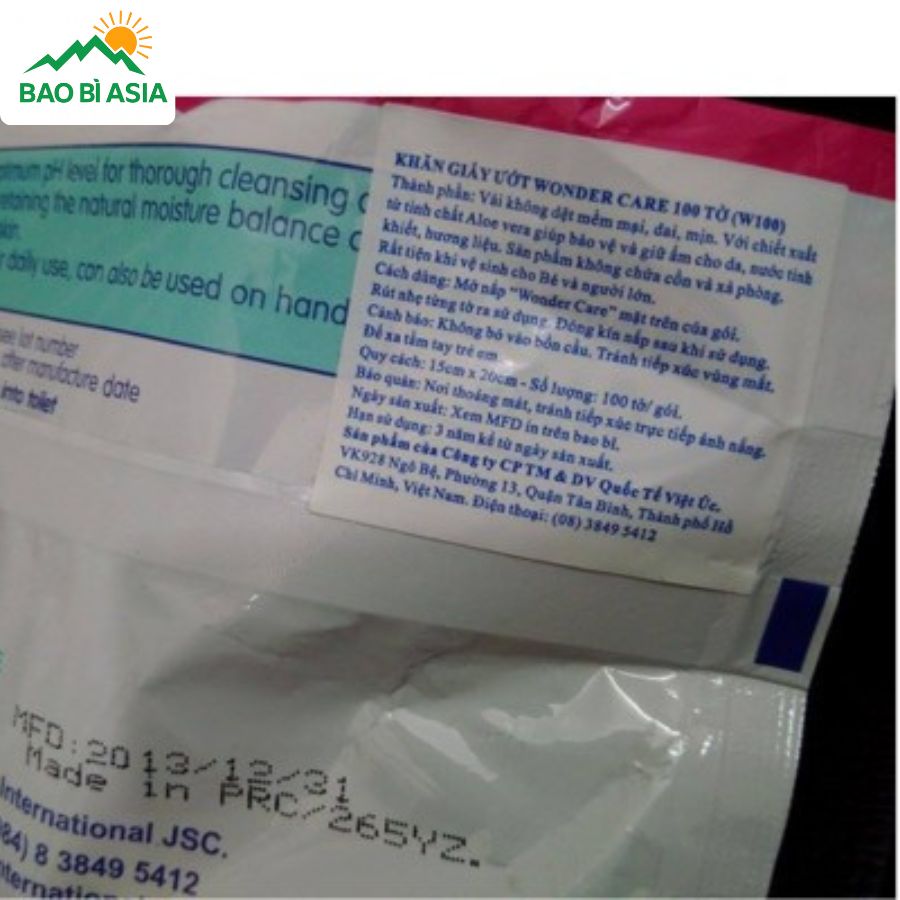 BAO BÌ ASIA
pH level for thorough cleansing
the natural moisture balance
daily use, can also be used on hand
lot number
after manufacture date
into toilet
KHĂN GIẤY ƯỚT WONDER CARE 100 TỜ (W100)
Thành phần: Vải không dệt mềm mại, dai, mịn. Với chiết xuất
từ tinh chất Aloe vera giúp bảo vệ và giữ ẩm cho da, nước tinh
khiết, hương liệu. Sản phẩm không chứa cồn và xà phòng.
Rất tiện khi vệ sinh cho Bé và người lớn.
Cách dùng: Mở nắp "Wonder Care" mặt trên của gói.
Rút nhẹ từng tờ ra sử dụng. Đóng kín nắp sau khi sử dụng.
Cảnh báo: Không bỏ vào bồn cầu. Tránh tiếp xúc vùng mắt.
Để xa tầm tay trẻ em
Quy cách: 15cm x 20cm - Số lượng: 100 tờ/ gói.
Bảo quản: Nơi thoáng mát, tránh tiếp xúc trực tiếp ánh nắng.
Ngày sản xuất: Xem MFD in trên bao bì.
Hạn sử dụng: 3 năm kể từ ngày sản xuất.
Sản phẩm của Công ty CP TM & DV Quốc Tế Việt Úc.
VK928 Ngô Bệ, Phường 13, Quận Tân Bình, Thành phố Hồ
Chí Minh, Việt Nam. Điện thoại: (08) 3849 5412
MFD:2013/12/31
Made in PRC/265YZ.
International JSC.
84) 8 3849 5412